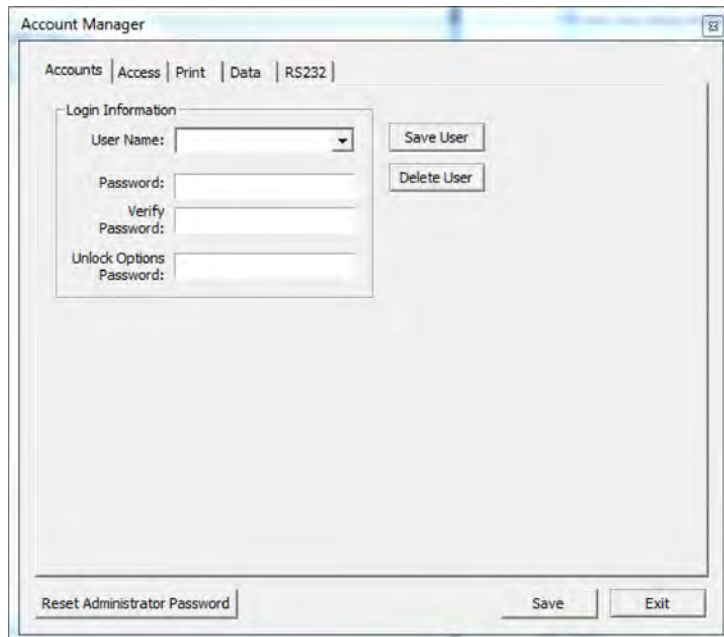 Account Manager
Accounts Access Print Data RS232
Login Information
User Name:
Save User
Password:
Delete User
Verify
Password:
Unlock Options
Password:
Reset Administrator Password
Save
Exit